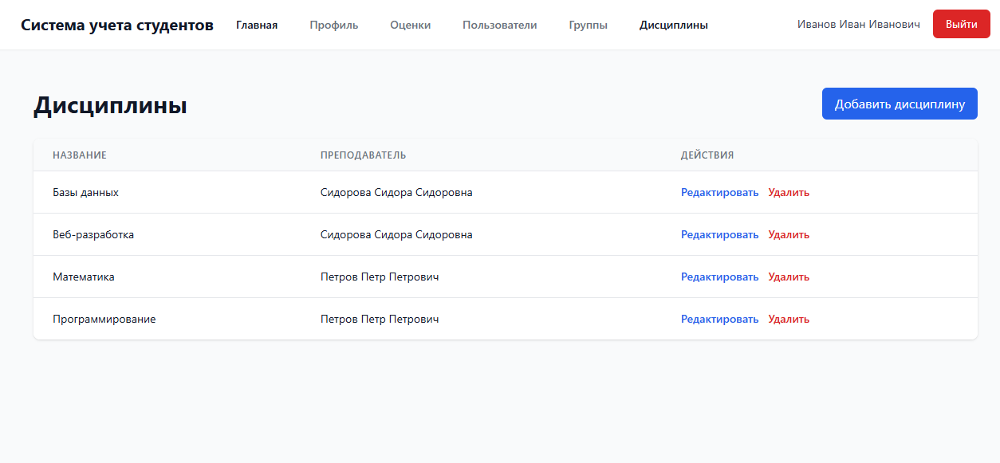 Система учета студентов Главная Профиль Оценки Пользователи Группы Дисциплины Иванов Иван Иванович Выйти
Дисциплины Добавить дисциплину
НАЗВАНИЕ ПРЕПОДАВАТЕЛЬ ДЕЙСТВИЯ
Базы данных Сидорова Сидора Сидоровна Редактировать Удалить
Веб-разработка Сидорова Сидора Сидоровна Редактировать Удалить
Математика Петров Петр Петрович Редактировать Удалить
Программирование Петров Петр Петрович Редактировать Удалить